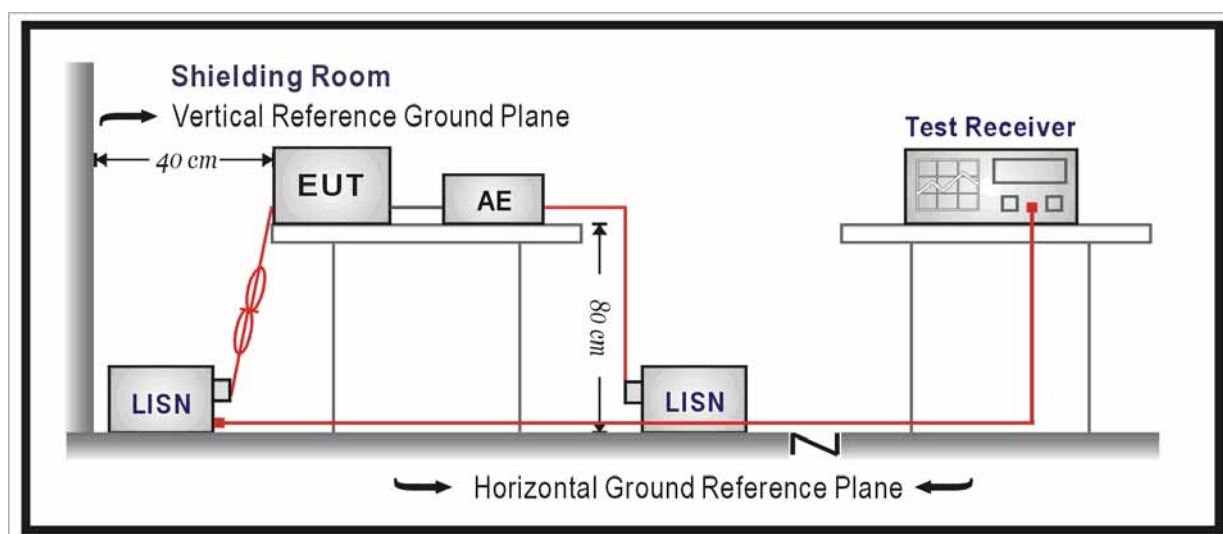 Shielding Room
Vertical Reference Ground Plane
Test Receiver
40 cm
EUT
AE
80 cm
LISN
LISN
Horizontal Ground Reference Plane